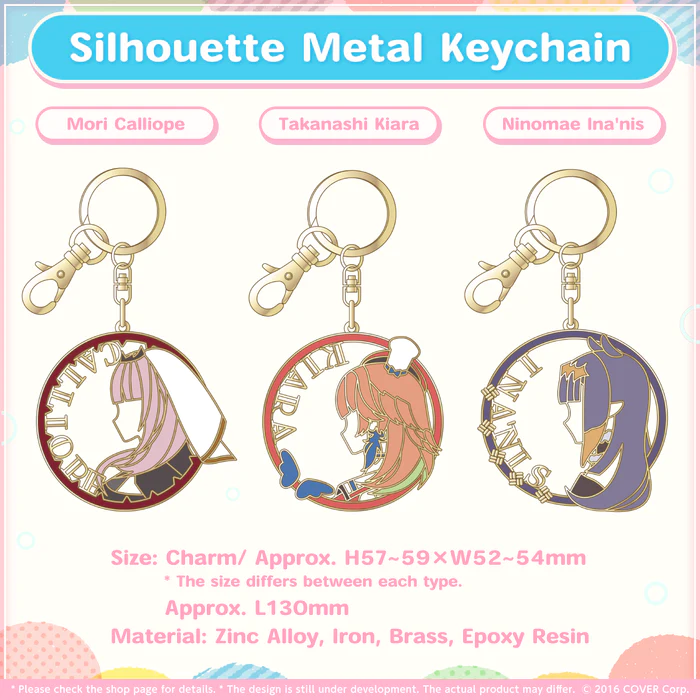 Silhouette Metal Keychain
Mori Calliope
Takanashi Kiara
Ninomae Ina'nis
CALLIOPE
KIARA
INA'NIS
Size: Charm/ Approx. H57~59×W52~54mm
* The size differs between each type.
Approx. L130mm
Material: Zinc Alloy, Iron, Brass, Epoxy Resin
* Please check the shop page for details. * The design is still under development. The actual product may differ. © 2016 COVER Corp.